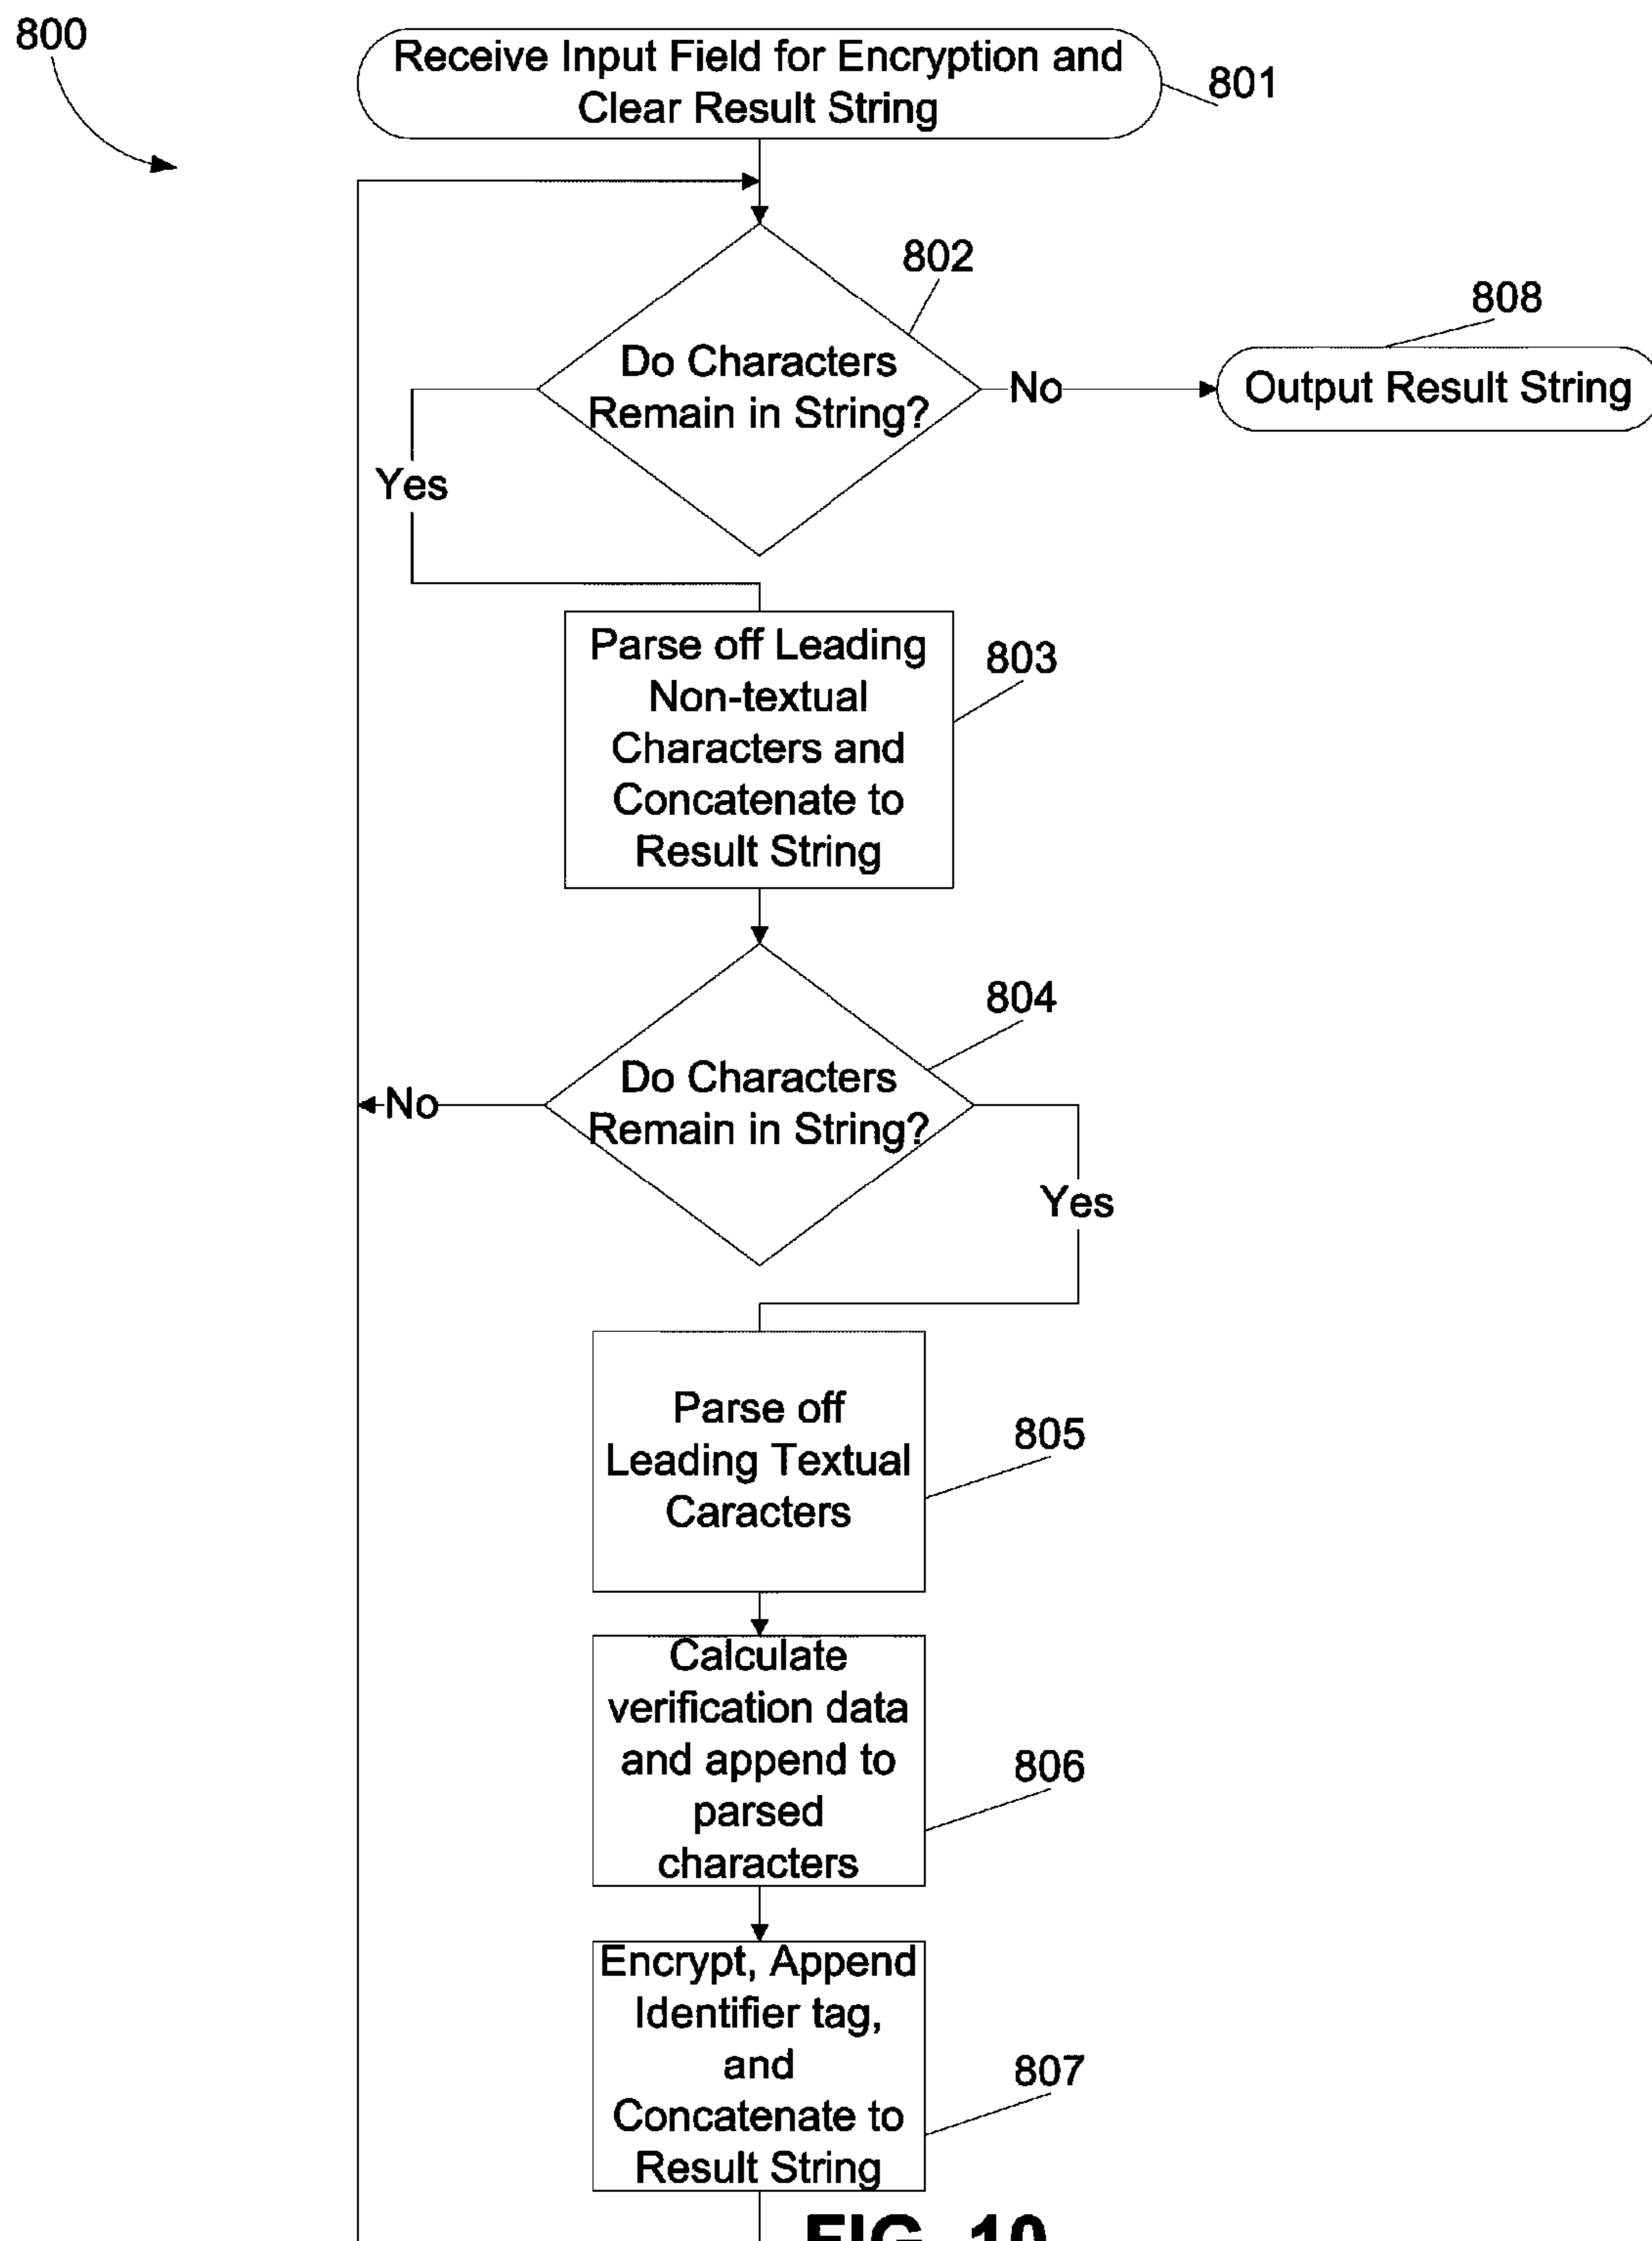 800
Receive Input Field for Encryption and
Clear Result String
801
802
Do Characters
Remain in String?
No
808
Output Result String
Yes
Parse off Leading
Non-textual
Characters and
Concatenate to
Result String
803
804
Do Characters
Remain in String?
No
Yes
Parse off
Leading Textual
Caracters
805
Calculate
verification data
and append to
parsed
characters
806
Encrypt, Append
Identifier tag,
and
Concatenate to
Result String
807
FIG. 10